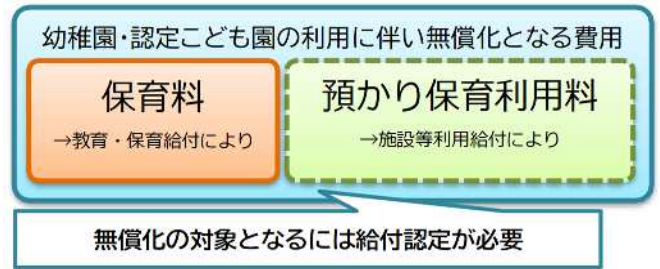 幼稚園・認定こども園の利用に伴い無償化となる費用
保育料
→教育・保育給付により
預かり保育利用料
→施設等利用給付により
無償化の対象となるには給付認定が必要